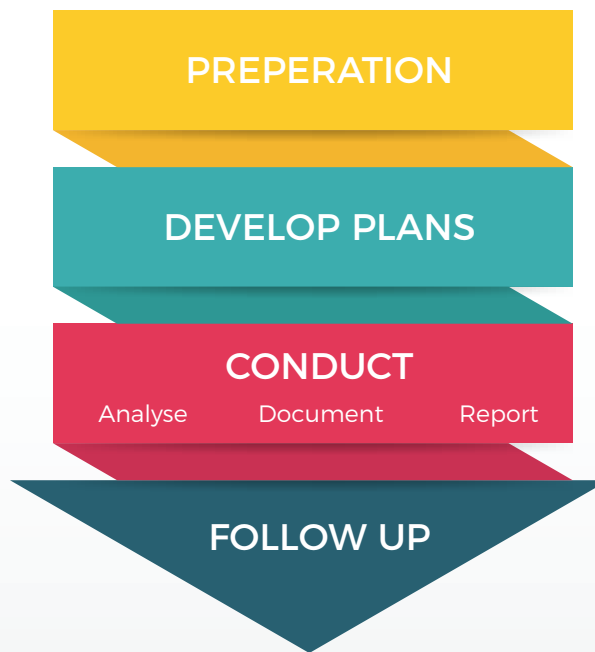 PREPERATION
DEVELOP PLANS
CONDUCT
Analyse Document Report
FOLLOW UP